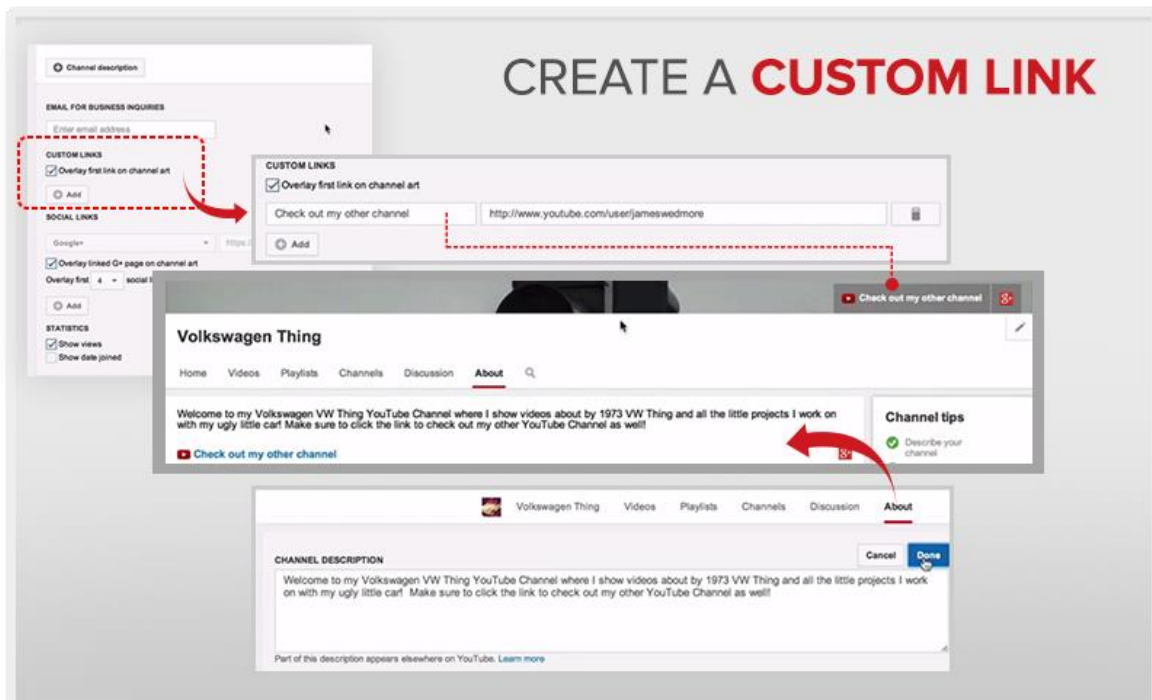 CREATE A CUSTOM LINK
Channel description
EMAIL FOR BUSINESS INQUIRIES
Enter email address
CUSTOM LINKS
Overlay first link on channel art
Add
SOCIAL LINKS
Google+
Overlay linked G+ page on channel art
Overlay first 4 social
Add
STATISTICS
Show views
Show date joined
CUSTOM LINKS
Overlay first link on channel art
Check out my other channel http://www.youtube.com/user/jameswedmore
Add
Check out my other channel
Volkswagen Thing
Home Videos Playlists Channels Discussion About
Welcome to my Volkswagen VW Thing YouTube Channel where I show videos about by 1973 VW Thing and all the little projects I work on
with my ugly little car! Make sure to click the link to check out my other YouTube Channel as well!
Check out my other channel
Channel tips
Describe your
channel
Volkswagen Thing Videos Playlists Channels Discussion About
CHANNEL DESCRIPTION
Cancel Done
Welcome to my Volkswagen VW Thing YouTube Channel where I show videos about by 1973 VW Thing and all the little projects I work
on with my ugly little car! Make sure to click the link to check out my other YouTube Channel as well!
Part of this description appears elsewhere on YouTube. Learn more